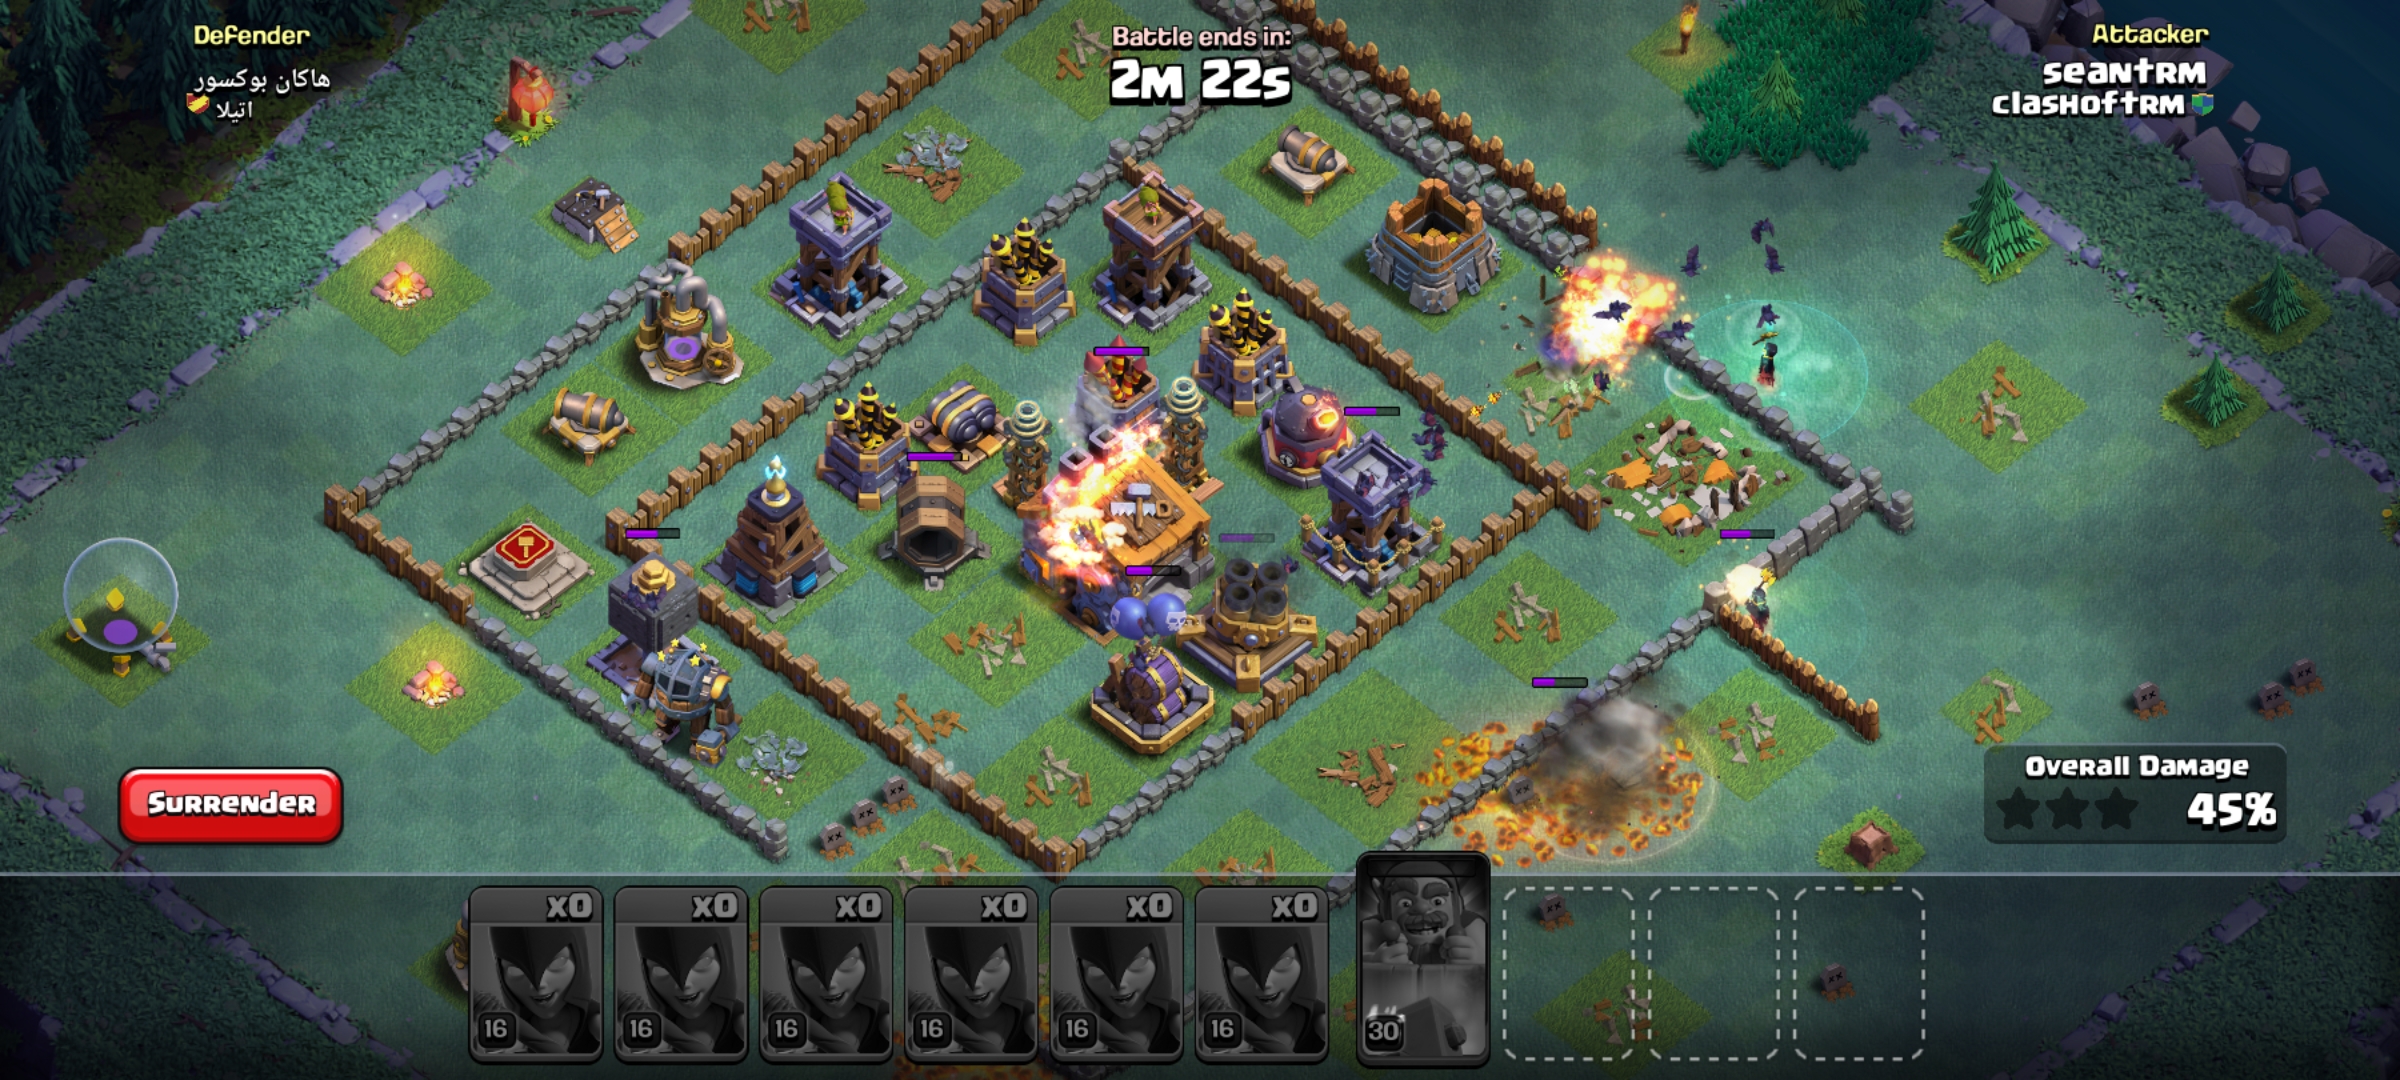 Defender
هاكان بوكسور
اتيلا
Battle ends in:
2M 22S
Attacker
seantRM
clashoftRM
Surrender
Overall Damage
45%
x0
x0
x0
x0
x0
x0
16
16
16
16
16
16
30